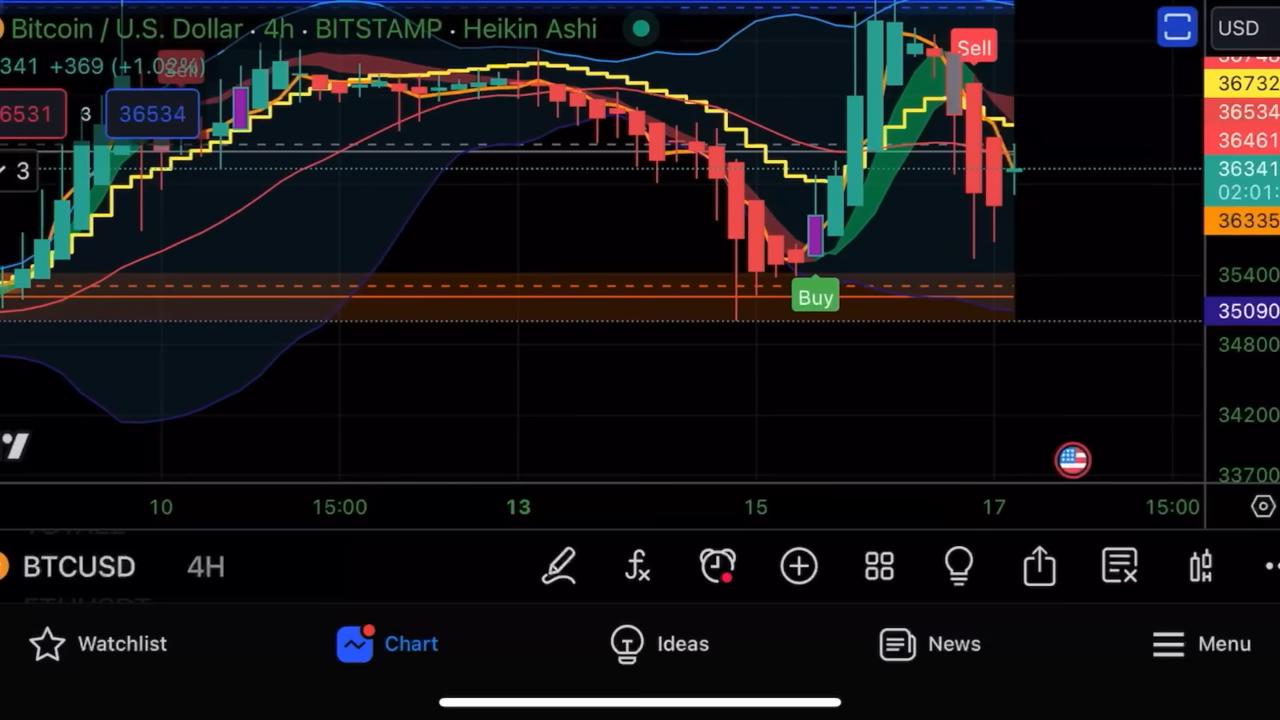 Bitcoin / U.S. Dollar · 4h · BITSTAMP · Heikin Ashi
341 +369 (+1.02%)
Sell
6531
3
36534
3
Sell
Buy
USD
36732
36534
36461
36341
02:01:
36335
35400
35090
34800
34200
33700
10
15:00
13
15
17
15:00
BTCUSD
4H
Watchlist
Chart
Ideas
News
Menu